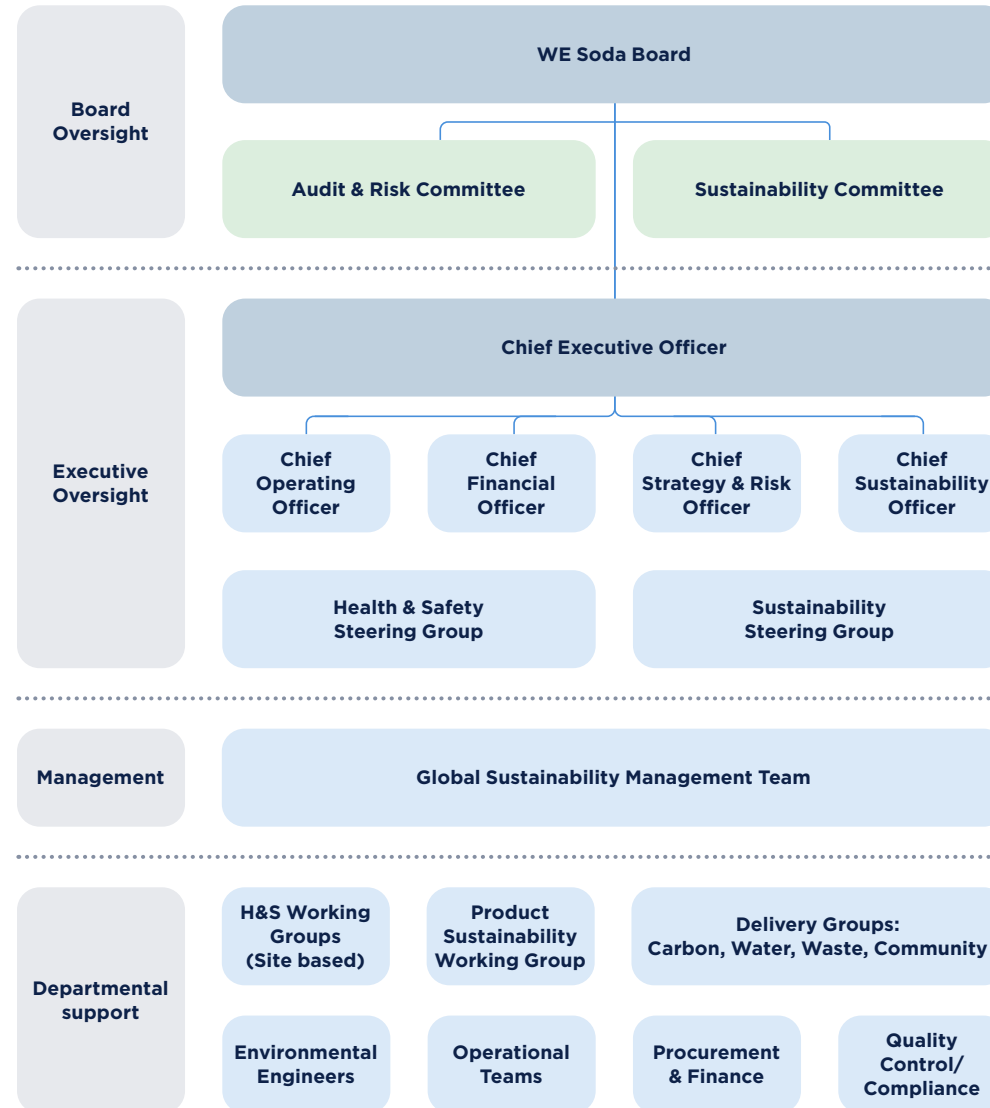 Board
Oversight
WE Soda Board
Audit & Risk Committee
Sustainability Committee
Executive
Oversight
Chief Executive Officer
Chief
Operating
Officer
Chief
Financial
Officer
Chief
Strategy & Risk
Officer
Chief
Sustainability
Officer
Health & Safety
Steering Group
Sustainability
Steering Group
Management
Global Sustainability Management Team
Departmental
support
H&S Working
Groups
(Site based)
Product
Sustainability
Working Group
Delivery Groups:
Carbon, Water, Waste, Community
Environmental
Engineers
Operational
Teams
Procurement
& Finance
Quality
Control/
Compliance